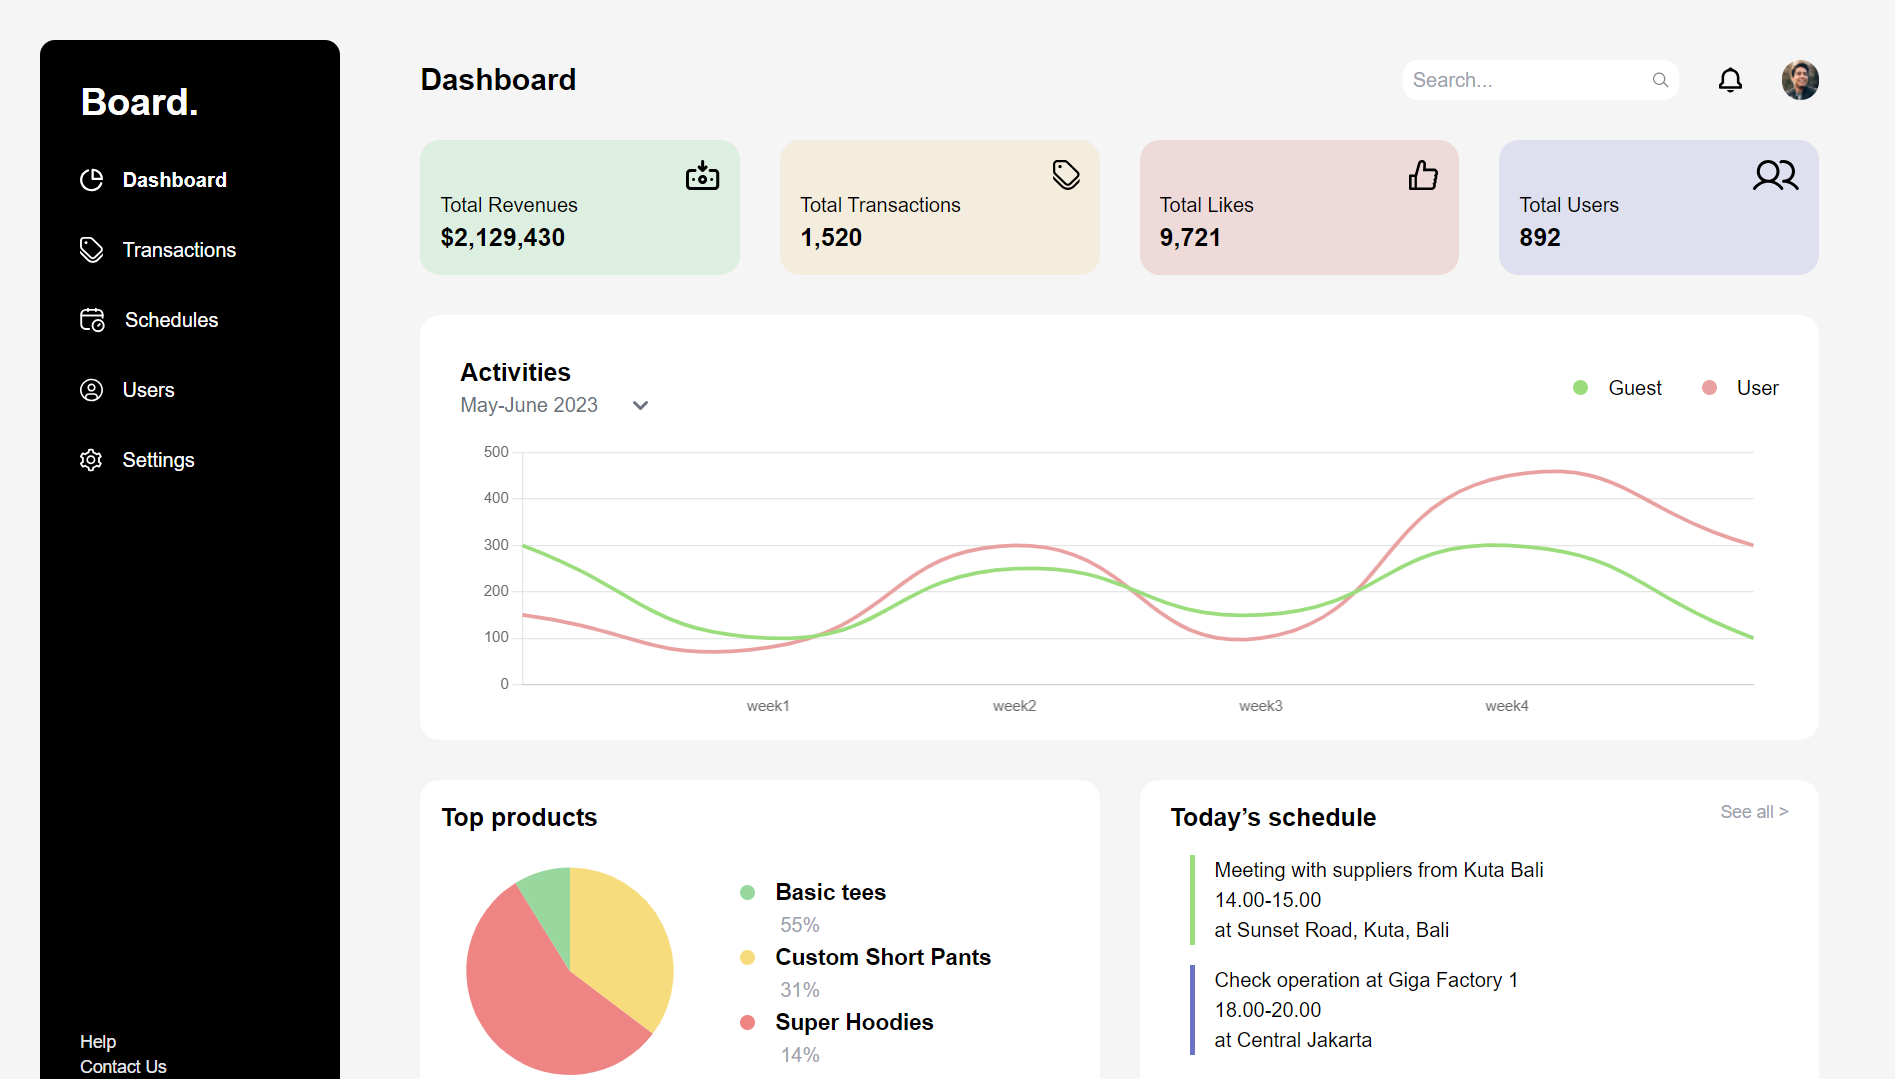 Board.
Dashboard
Transactions
Schedules
Users
Settings
Help
Contact Us
Dashboard
Search...
Total Revenues
$2,129,430
Total Transactions
1,520
Total Likes
9,721
Total Users
892
Activities
May-June 2023
Guest
User
500
400
300
200
100
0
week1
week2
week3
week4
Top products
Basic tees
55%
Custom Short Pants
31%
Super Hoodies
14%
Today’s schedule
See all >
Meeting with suppliers from Kuta Bali
14.00-15.00
at Sunset Road, Kuta, Bali
Check operation at Giga Factory 1
18.00-20.00
at Central Jakarta